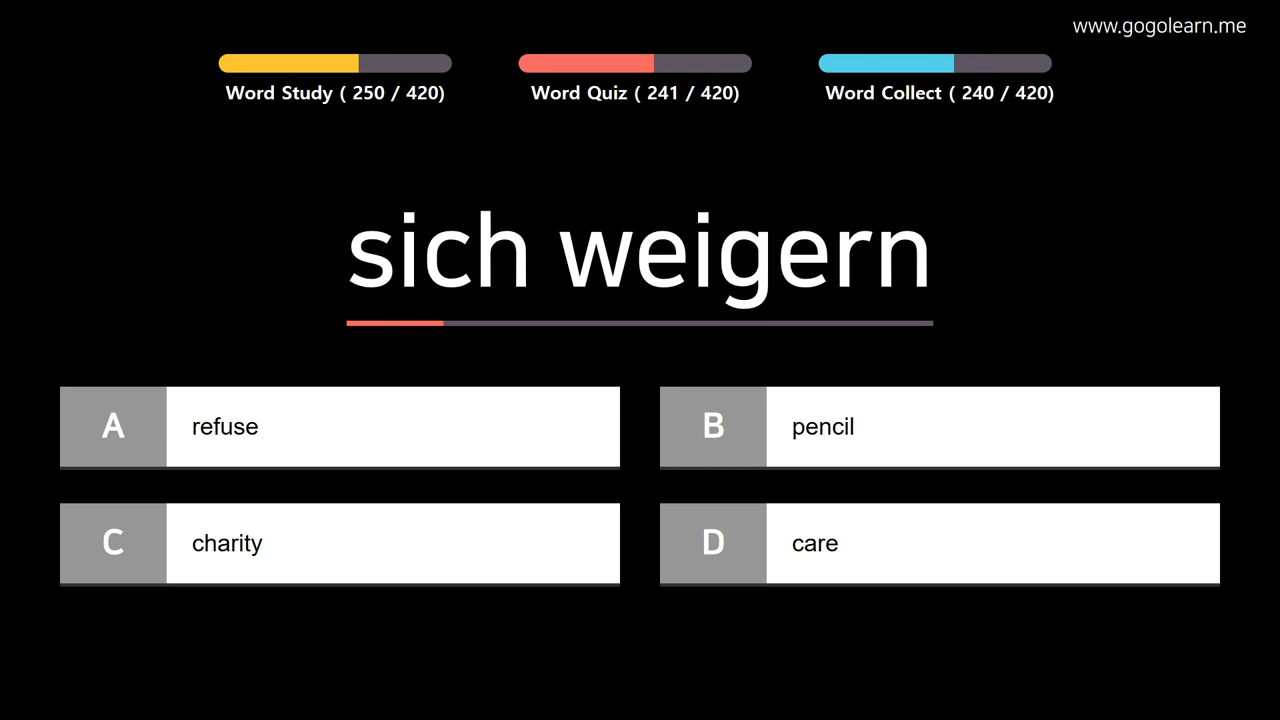 www.gogolearn.me
Word Study ( 250 / 420)
Word Quiz ( 241 / 420)
Word Collect ( 240 / 420)
sich weigern
A refuse
B pencil
C charity
D care